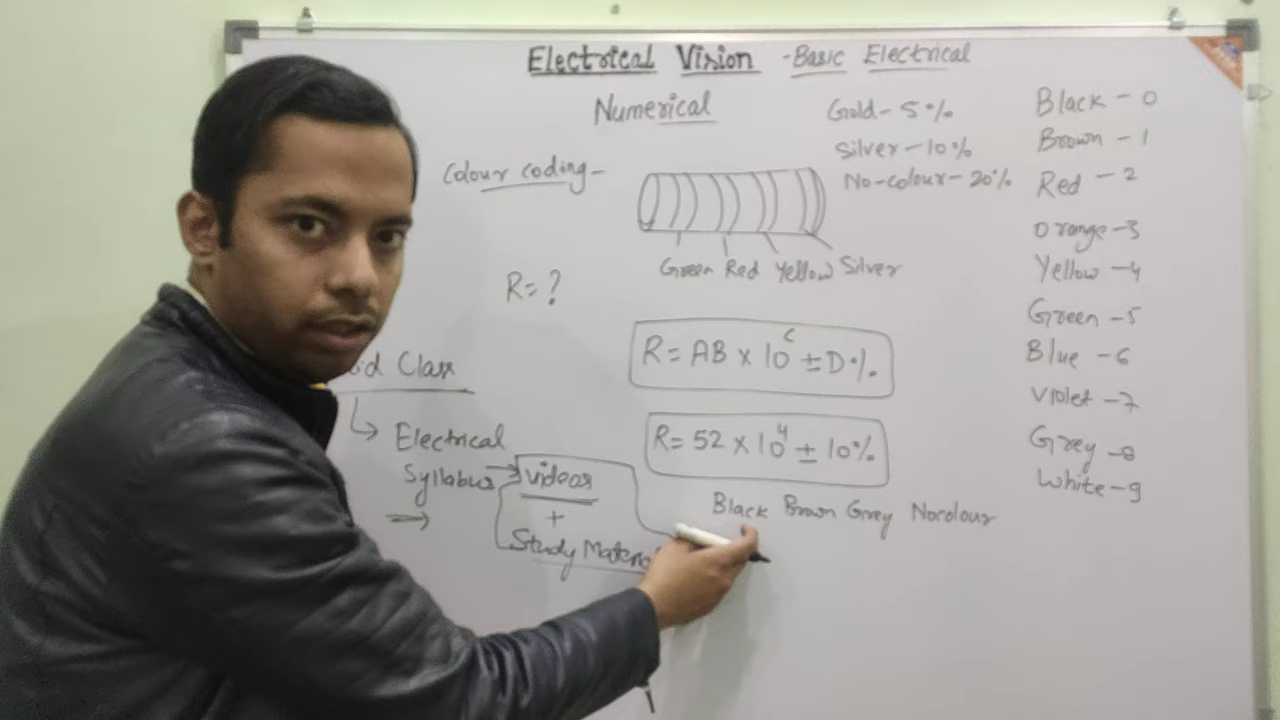 Electrical Vision - Basic Electrical
Numerical
Colour coding-
Gold - 5%
Silver - 10%
No-colour - 20%
Green Red Yellow Silver
R = ?
R = AB x 10^C ± D%
R = 52 x 10^4 ± 10%
Black Brown Grey Nocolour
Class
Electrical
Syllabus → videos
+
Study
Black - 0
Brown - 1
Red - 2
Orange - 3
Yellow - 4
Green - 5
Blue - 6
Violet - 7
Grey - 8
White - 9